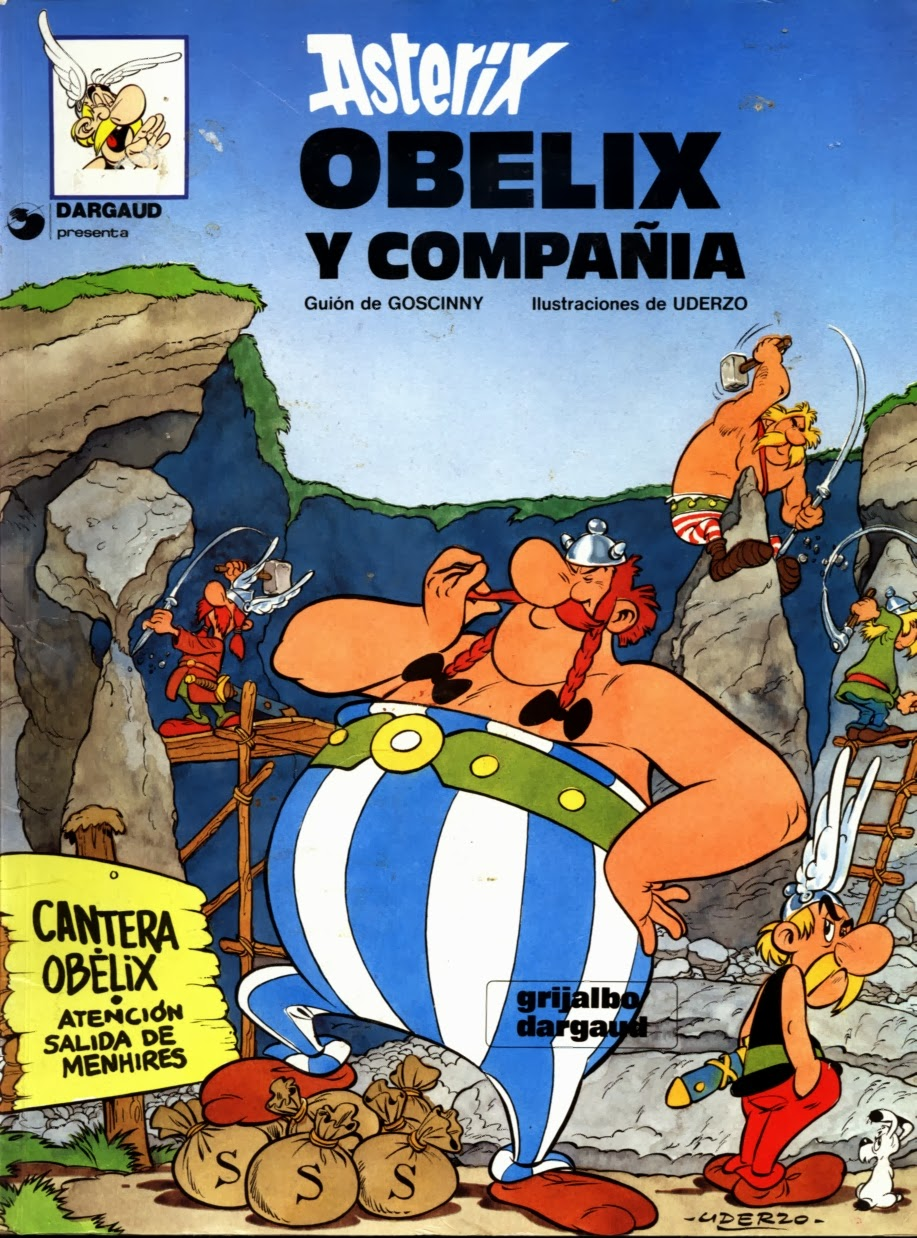 Asterix
OBELIX
Y COMPAÑIA
Guión de GOSCINNY Ilustraciones de UDERZO
DARGAUD
presenta
CANTERA
OBELiX
ATENCIÓN
SALIDA DE
MENHIRES
grijalbo/
dargaud
S S S
-UDERZO-